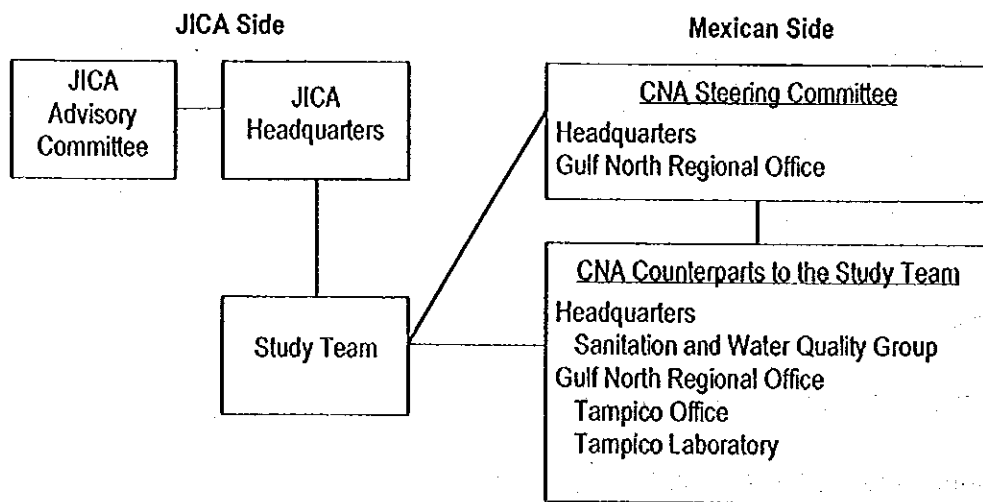 JICA Side
JICA
Advisory
Committee
JICA
Headquarters
Study Team
Mexican Side
CNA Steering Committee
Headquarters
Gulf North Regional Office
CNA Counterparts to the Study Team
Headquarters
Sanitation and Water Quality Group
Gulf North Regional Office
Tampico Office
Tampico Laboratory